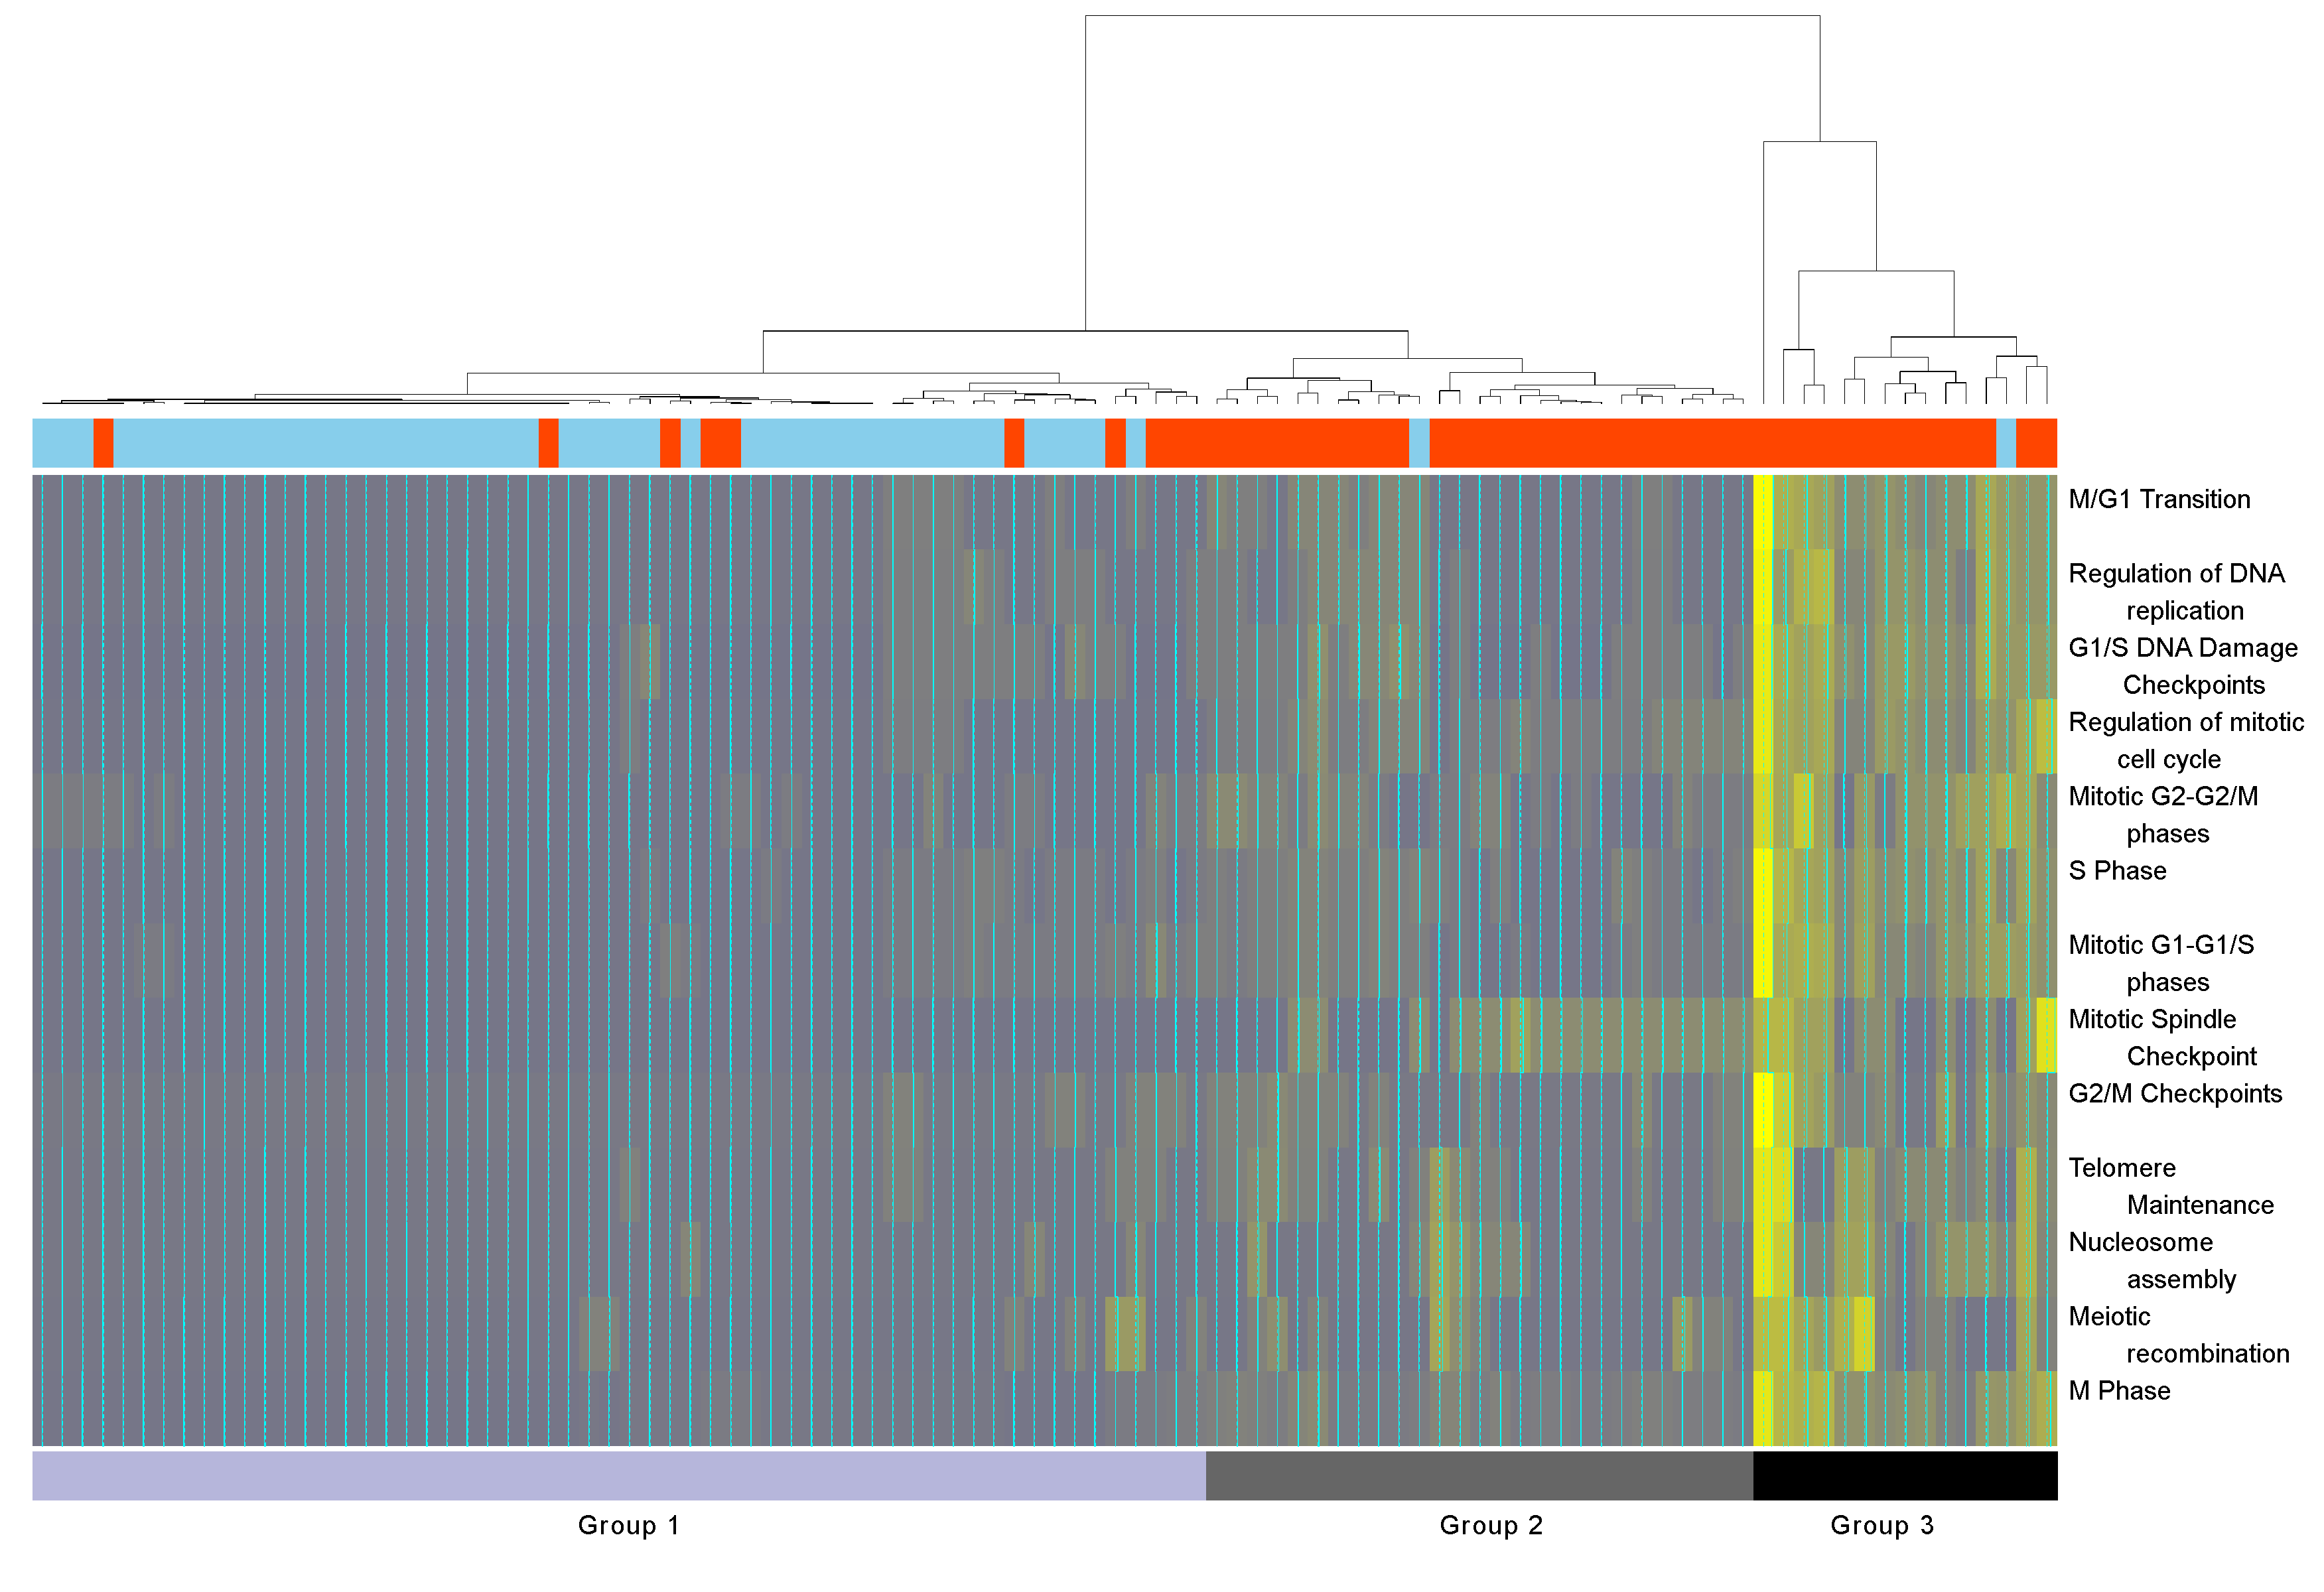 M/G1 Transition
Regulation of DNA
replication
G1/S DNA Damage
Checkpoints
Regulation of mitotic
cell cycle
Mitotic G2-G2/M
phases
S Phase
Mitotic G1-G1/S
phases
Mitotic Spindle
Checkpoint
G2/M Checkpoints
Telomere
Maintenance
Nucleosome
assembly
Meiotic
recombination
M Phase
Group 1
Group 2
Group 3